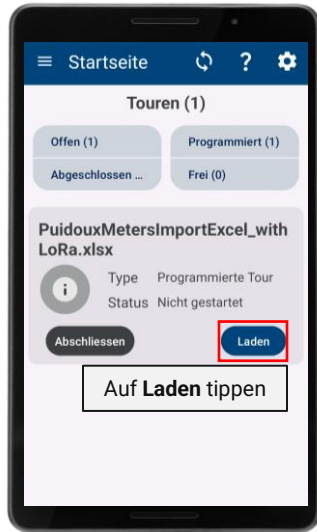 Startseite
?
Touren (1)
Offen (1)
Programmiert (1)
Abgeschlossen ...
Frei (0)
PuidouxMetersImportExcel_with
LoRa.xlsx
i
Type Programmierte Tour
Status Nicht gestartet
Abschliessen
Laden
Auf Laden tippen